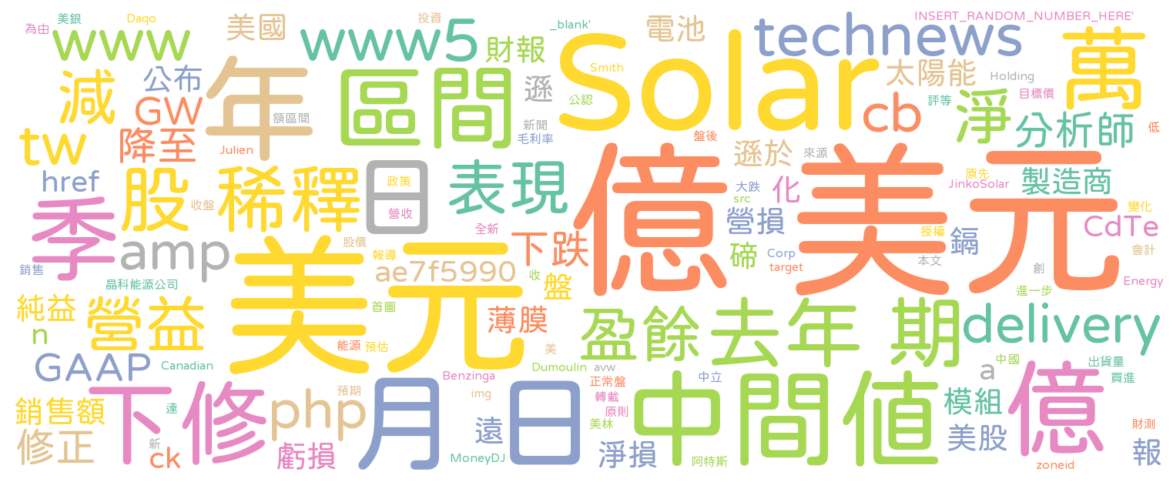 為由 美銀 Daqo 美國 投資 _blank' 電池 INSERT_RANDOM_NUMBER_HERE'
www www5 財報 Solar technews 萬
減 公布 年 區間 遜 Smith 公認 太陽能 Holding 評等 目標價
GW 額區間 新聞 cb 淨 分析師 低
tw 降至 Julien 毛利率 盤後 遜於 來源 原先
href 股 稀釋 日 政策 營收 表現 億 美元 大跌 化 JinkoSolar 製造商
季 收盤 全新 src 營損 授權 鎘 變化 CdTe
銷售 amp 股價 報導 下跌 收 碲 Corp target 本文 會計
晶科能源公司 美元 ae7f5990 盤 創 進一步 Energy
純益 n 營益 首圖 薄膜 盈餘 去年 期 delivery
GAAP Canadian 能源 預估 美 Dumoulin avw 中國 出貨量
下修 月 日 Benzinga 正常盤 中立 中間值 a 買進 億
銷售額 遠 php 預期 img 轉載 原則 模組
修正 新 ck 虧損 MoneyDJ 遠 美林 淨損 阿特斯 美股 zoneid 財測 報